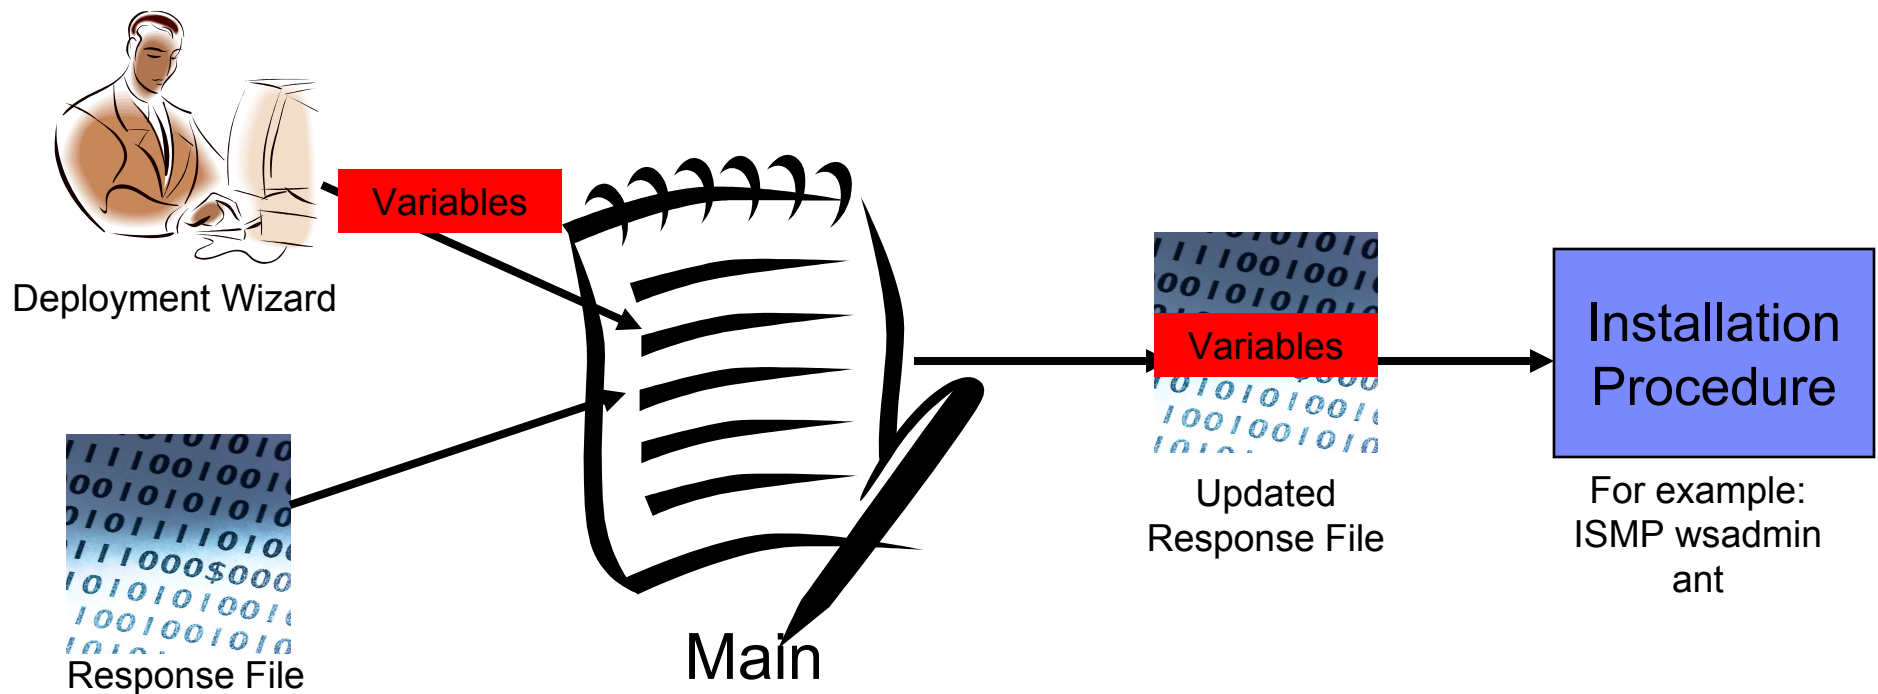 Variables
Deployment Wizard
Response File
Main
Variables
Updated
Response File
Installation
Procedure
For example:
ISMP wsadmin
ant